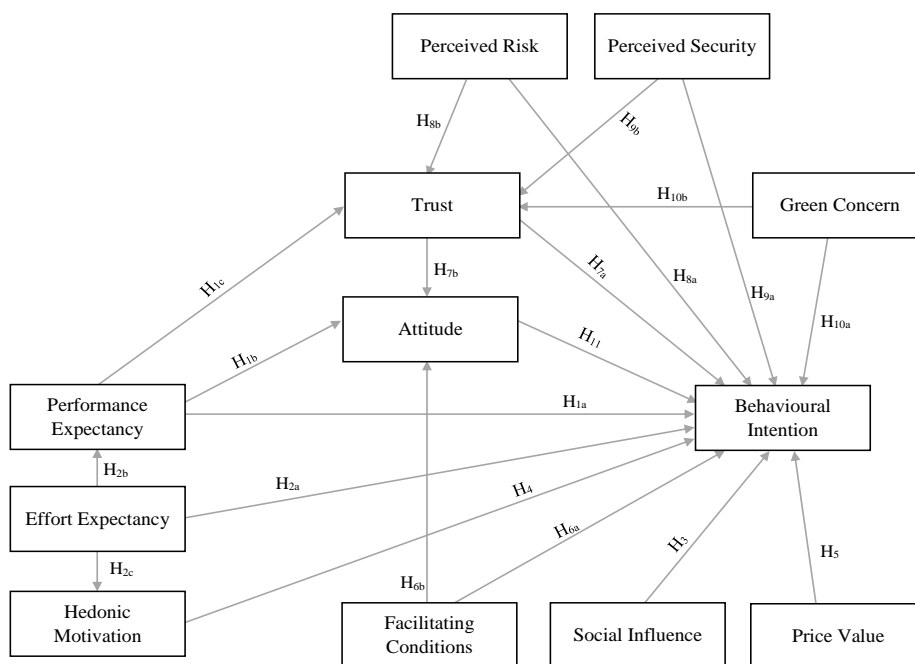 Perceived Risk
Perceived Security
H8b
H9b
Trust
H10b
Green Concern
H1c
H7b
H7a
H8a
H9a
H10a
Attitude
H11
H1b
Performance
Expectancy
H1a
Behavioural
Intention
H2b
H2a
H4
Effort Expectancy
H6a
H3
H5
H2c
H6b
Hedonic
Motivation
Facilitating
Conditions
Social Influence
Price Value